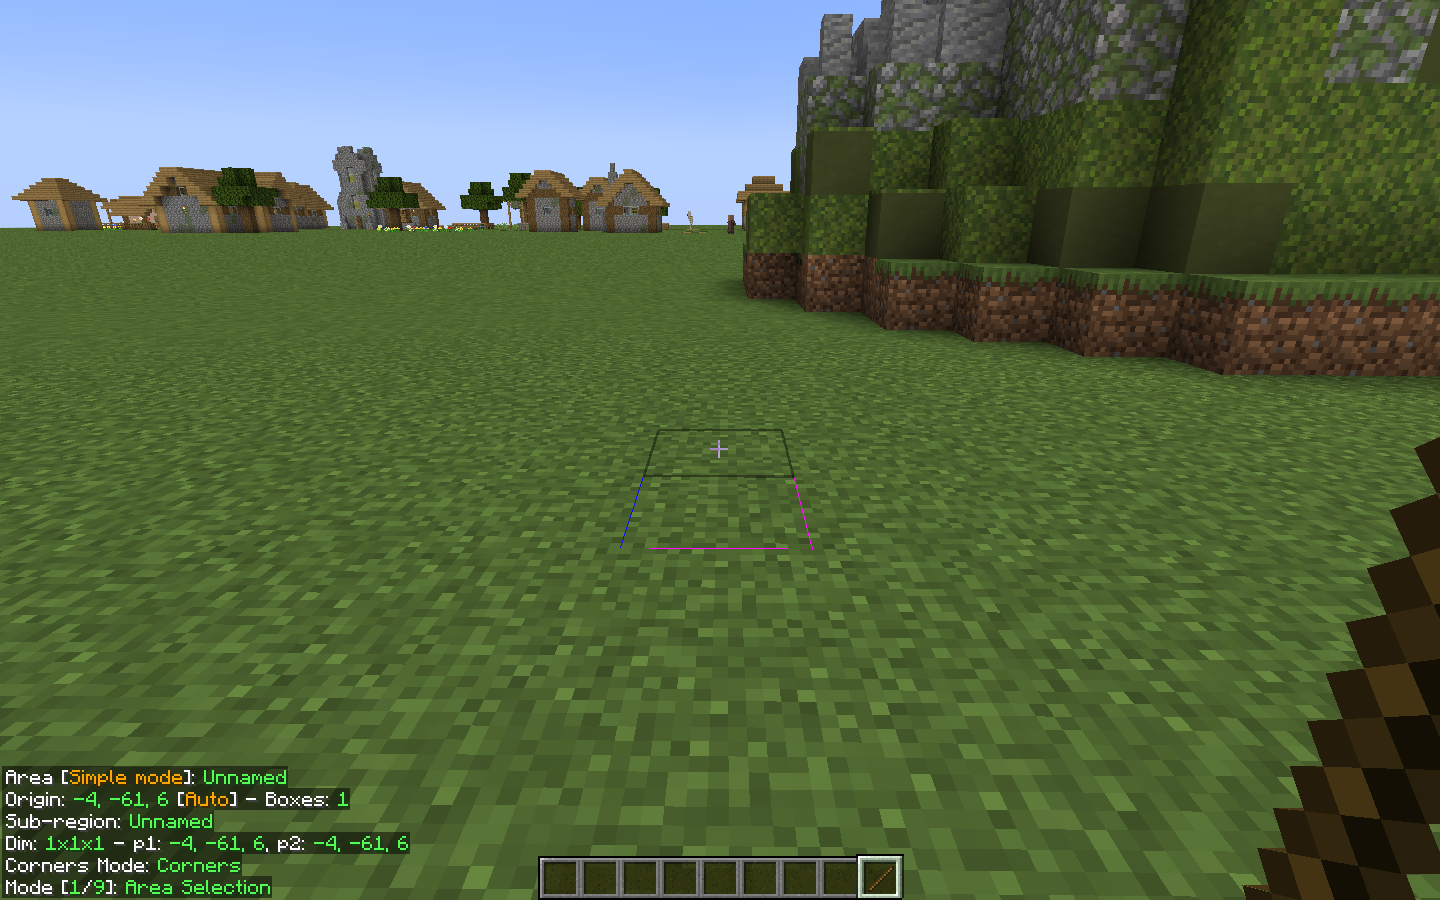 Area [Simple mode]: Unnamed
Origin: -4, -61, 6 [Auto] - Boxes: 1
Sub-region: Unnamed
Dim: 1x1x1 - p1: -4, -61, 6, p2: -4, -61, 6
Corners Mode: Corners
Mode [1/9]: Area Selection